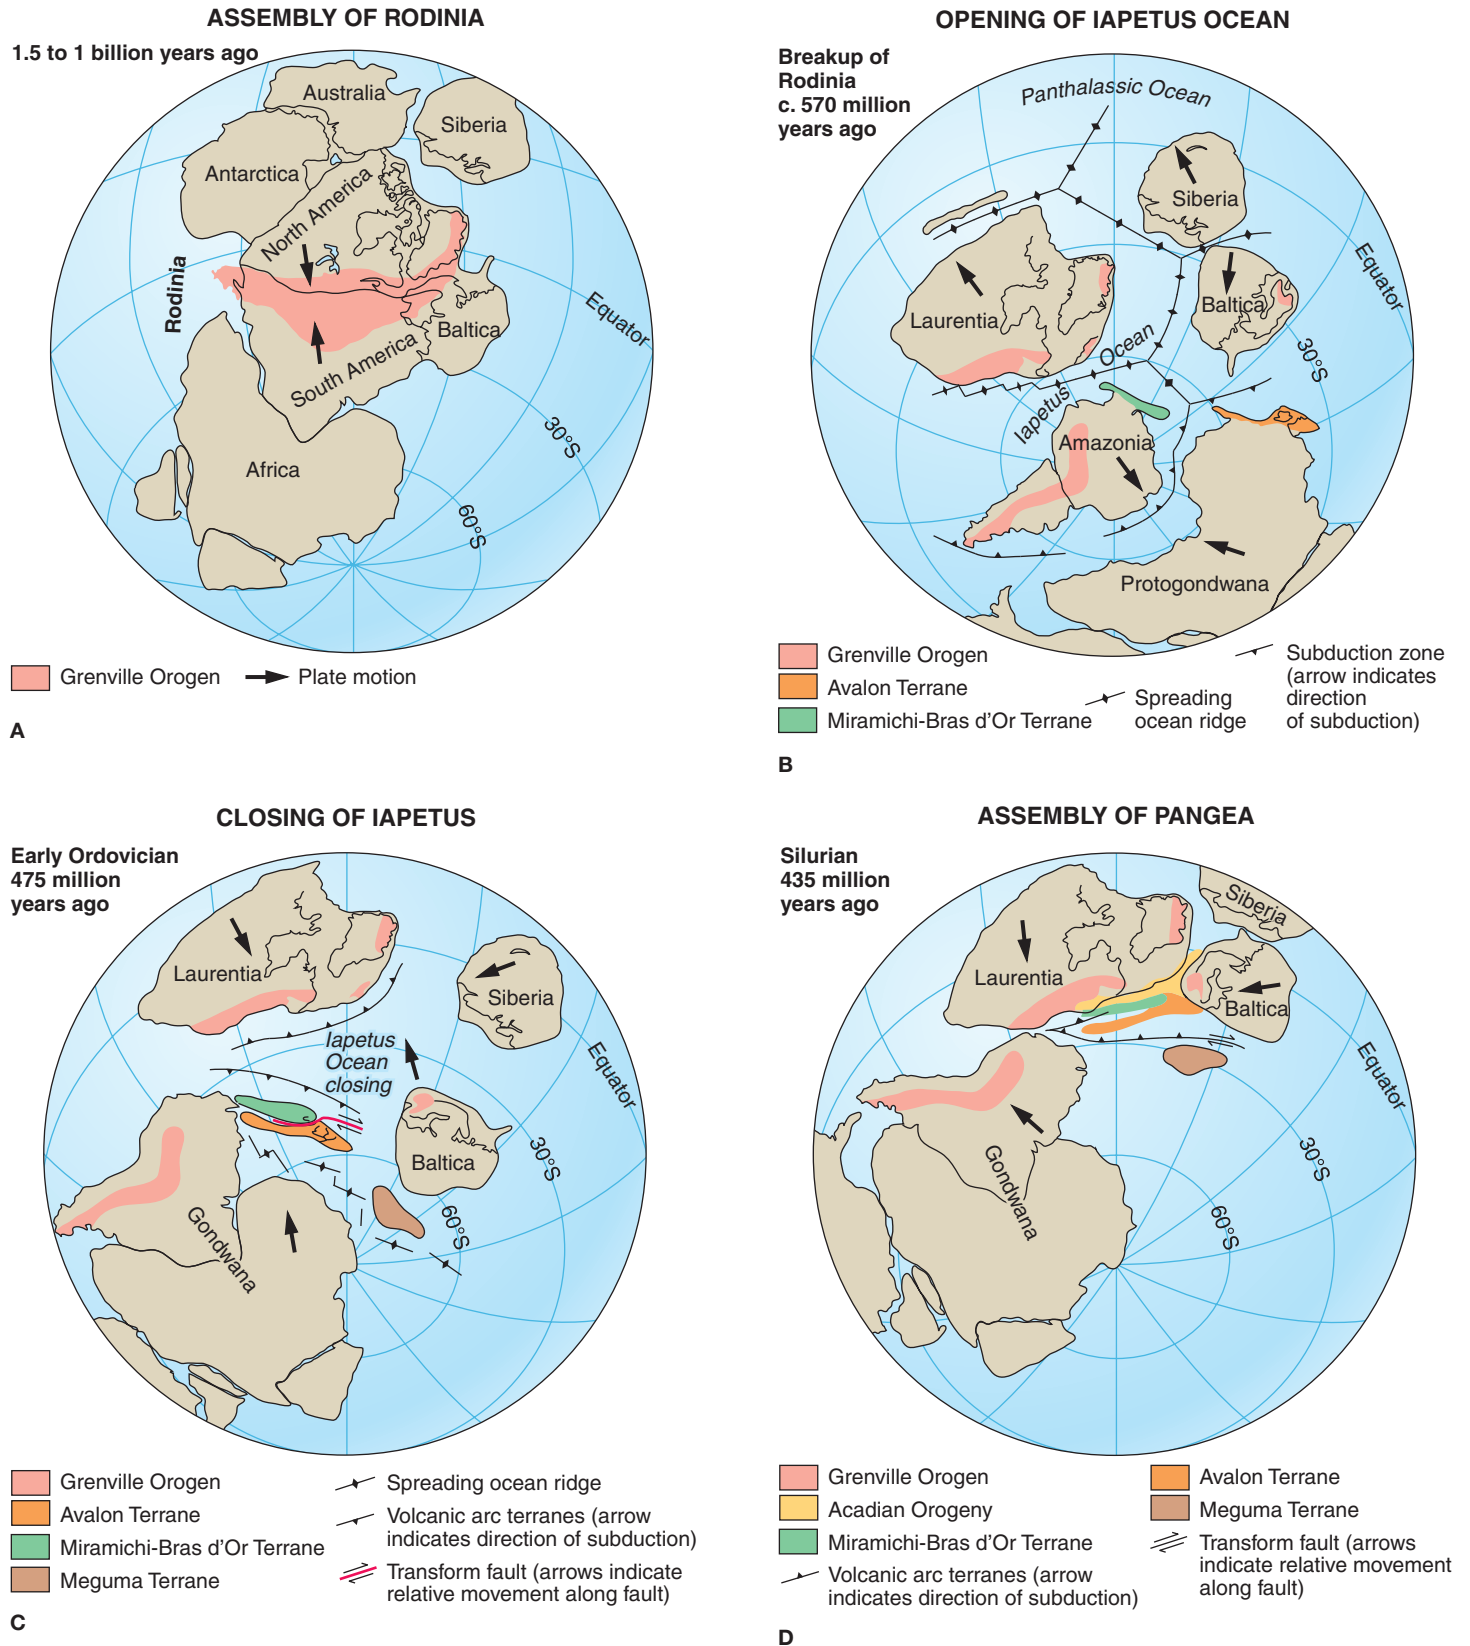 ASSEMBLY OF RODINIA
1.5 to 1 billion years ago
Australia
Siberia
Antarctica
North America
Rodinia
Equator
Baltica
South America
30°S
Africa
60°S
Grenville Orogen
Plate motion
A
OPENING OF IAPETUS OCEAN
Breakup of
Rodinia
c. 570 million
years ago
Panthalassic Ocean
Siberia
Equator
Baltica
Laurentia
30°S
Iapetus Ocean
Amazonia
Protogondwana
Grenville Orogen
Avalon Terrane
Miramichi-Bras d'Or Terrane
Spreading
ocean ridge
Subduction zone
(arrow indicates
direction
of subduction)
B
CLOSING OF IAPETUS
Early Ordovician
475 million
years ago
Laurentia
Siberia
Iapetus
Ocean
closing
Equator
30°S
Baltica
60°S
Gondwana
Grenville Orogen
Avalon Terrane
Miramichi-Bras d'Or Terrane
Meguma Terrane
Spreading ocean ridge
Volcanic arc terranes (arrow
indicates direction of subduction)
Transform fault (arrows indicate
relative movement along fault)
C
ASSEMBLY OF PANGEA
Silurian
435 million
years ago
Siberia
Laurentia
Baltica
Equator
30°S
Gondwana
60°S
Grenville Orogen
Acadian Orogeny
Miramichi-Bras d'Or Terrane
Volcanic arc terranes (arrow
indicates direction of subduction)
Avalon Terrane
Meguma Terrane
Transform fault (arrows
indicate relative movement
along fault)
D